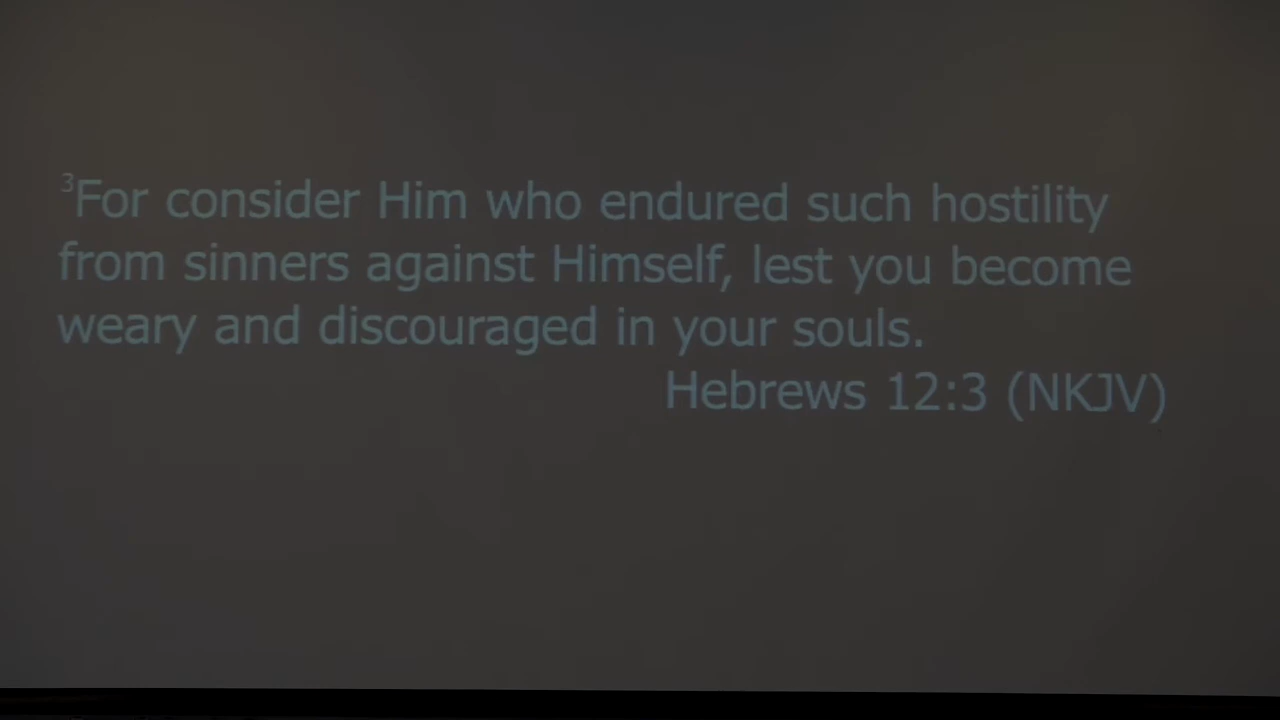 ³For consider Him who endured such hostility
from sinners against Himself, lest you become
weary and discouraged in your souls.
Hebrews 12:3 (NKJV)